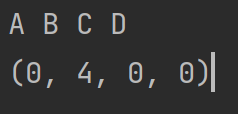 A B C D
(0, 4, 0, 0)